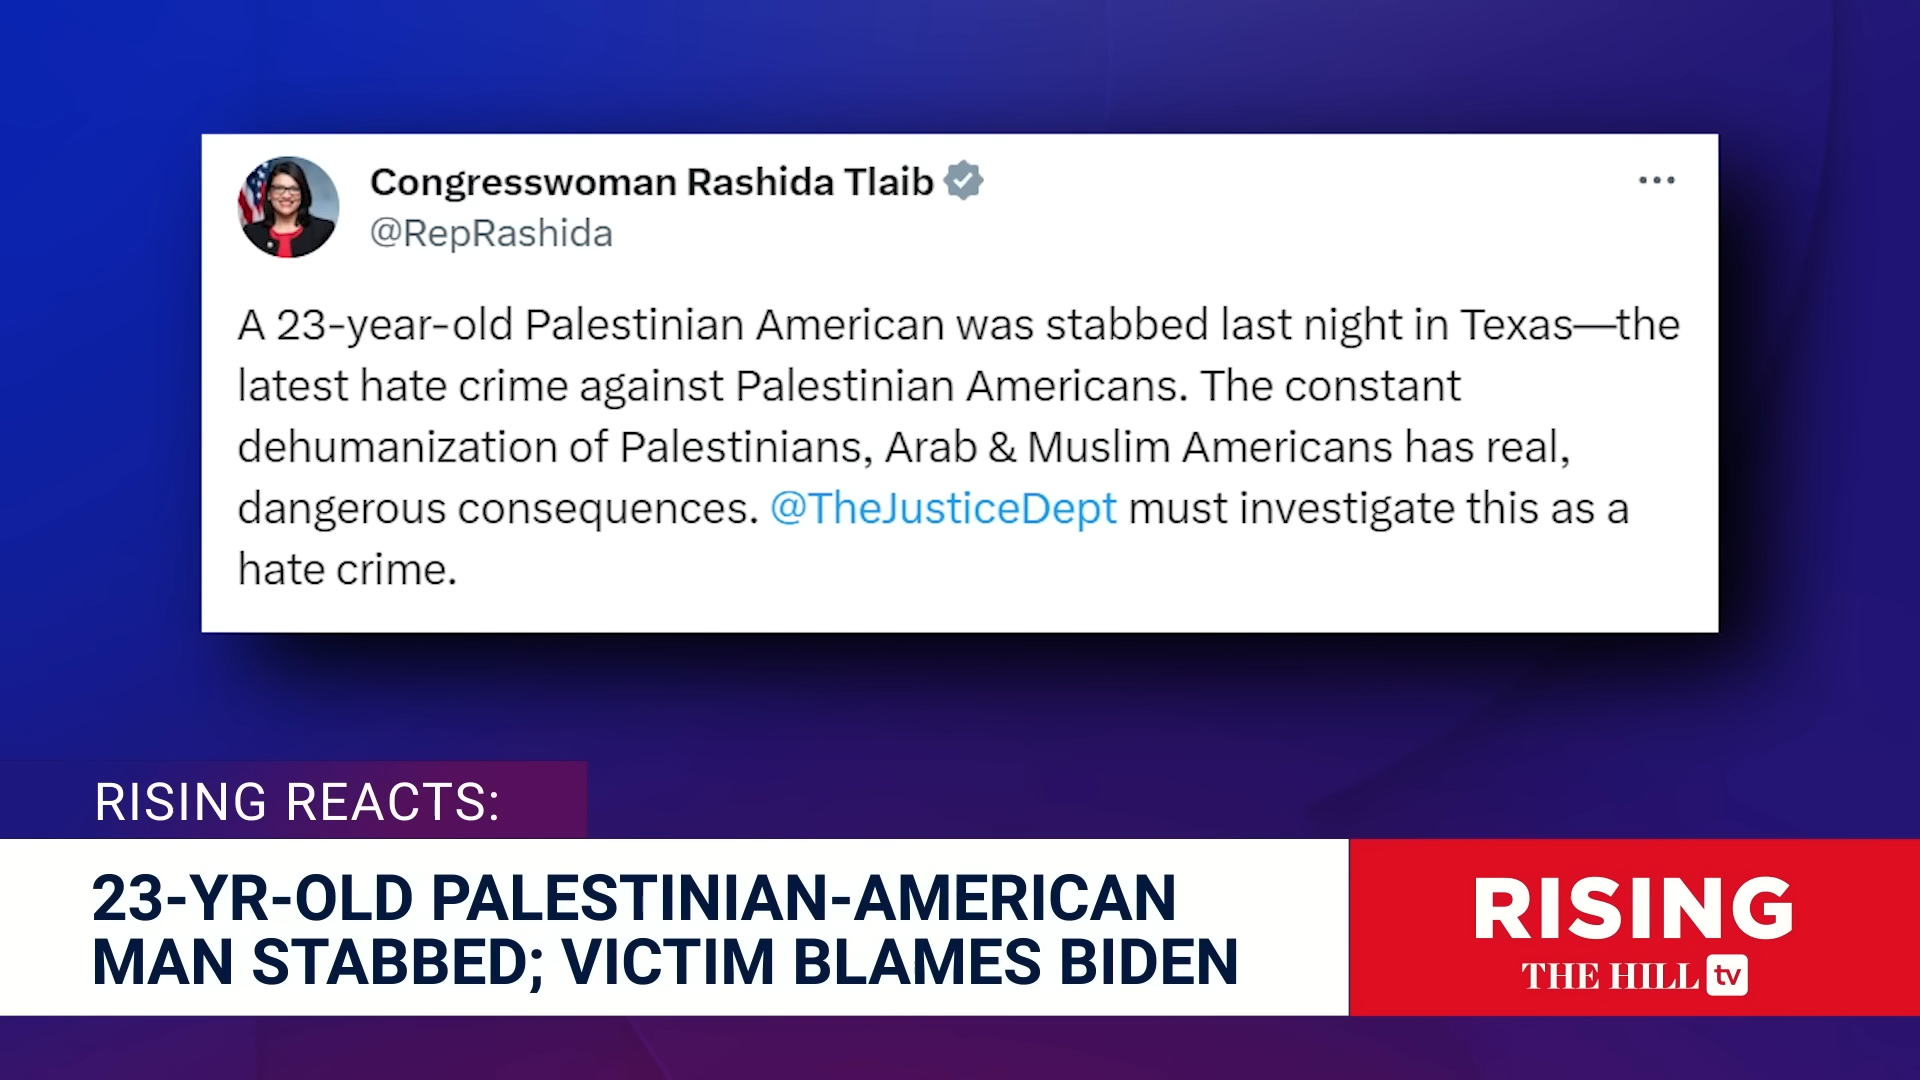 Congresswoman Rashida Tlaib
@RepRashida
A 23-year-old Palestinian American was stabbed last night in Texas—the
latest hate crime against Palestinian Americans. The constant
dehumanization of Palestinians, Arab & Muslim Americans has real,
dangerous consequences. @TheJusticeDept must investigate this as a
hate crime.
RISING REACTS:
23-YR-OLD PALESTINIAN-AMERICAN
MAN STABBED; VICTIM BLAMES BIDEN
RISING
THE HILL tv